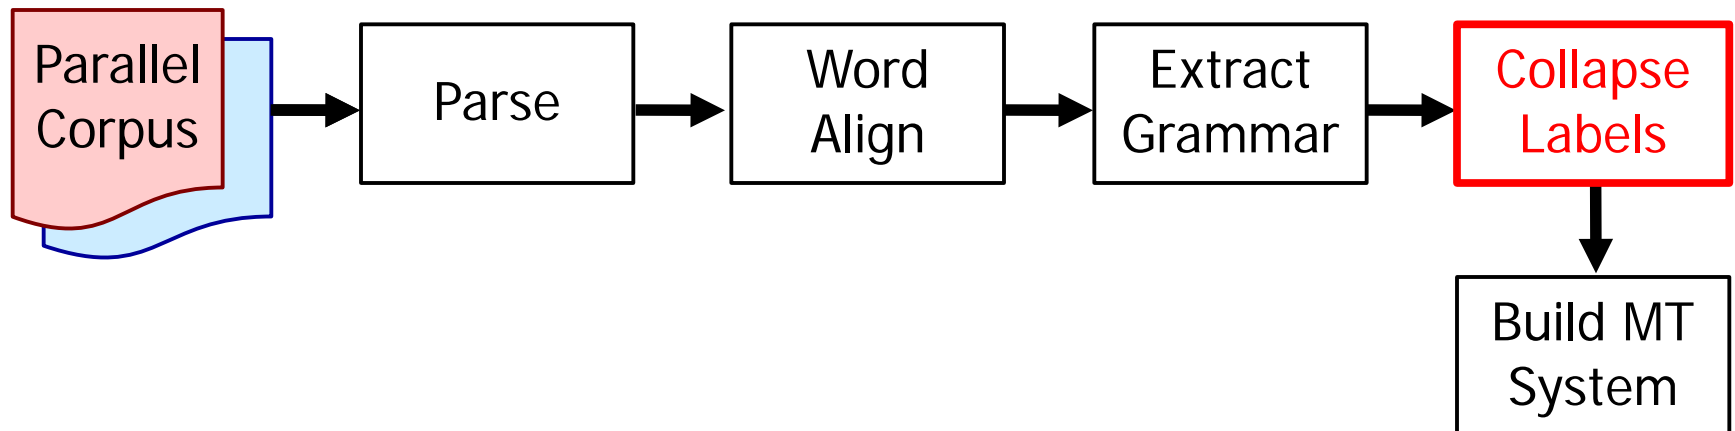 Parallel
Corpus
Parse
Word
Align
Extract
Grammar
Collapse
Labels
Build MT
System